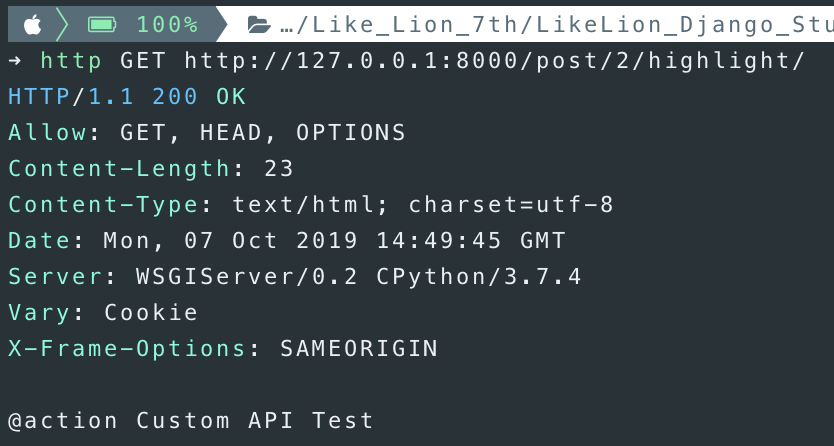 100% …/Like_Lion_7th/LikeLion_Django_Stu
→ http GET http://127.0.0.1:8000/post/2/highlight/
HTTP/1.1 200 OK
Allow: GET, HEAD, OPTIONS
Content-Length: 23
Content-Type: text/html; charset=utf-8
Date: Mon, 07 Oct 2019 14:49:45 GMT
Server: WSGIServer/0.2 CPython/3.7.4
Vary: Cookie
X-Frame-Options: SAMEORIGIN
@action Custom API Test